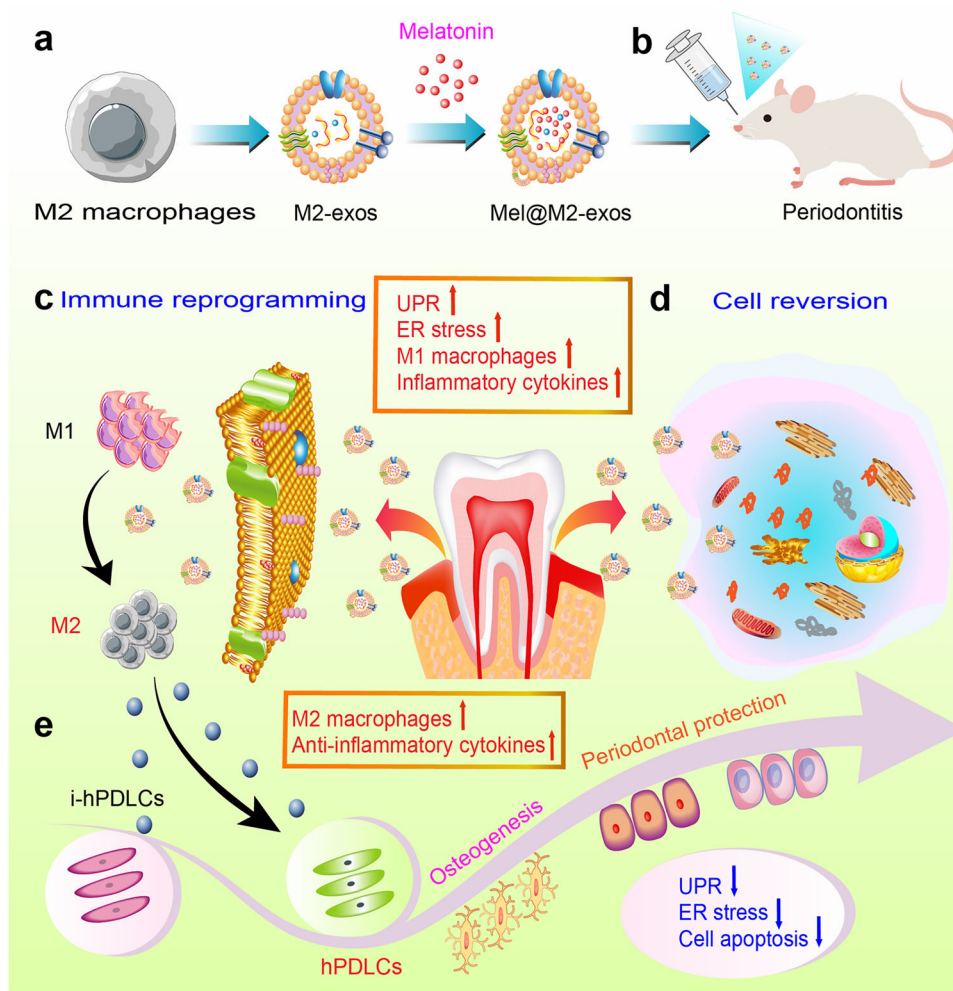 a
Melatonin
b
M2 macrophages
M2-exos
Mel@M2-exos
Periodontitis
c
Immune reprogramming
UPR
ER stress
M1 macrophages
Inflammatory cytokines
d
Cell reversion
M1
M2
e
M2 macrophages
Anti-inflammatory cytokines
Periodontal protection
i-hPDLCs
Osteogenesis
hPDLCs
UPR
ER stress
Cell apoptosis